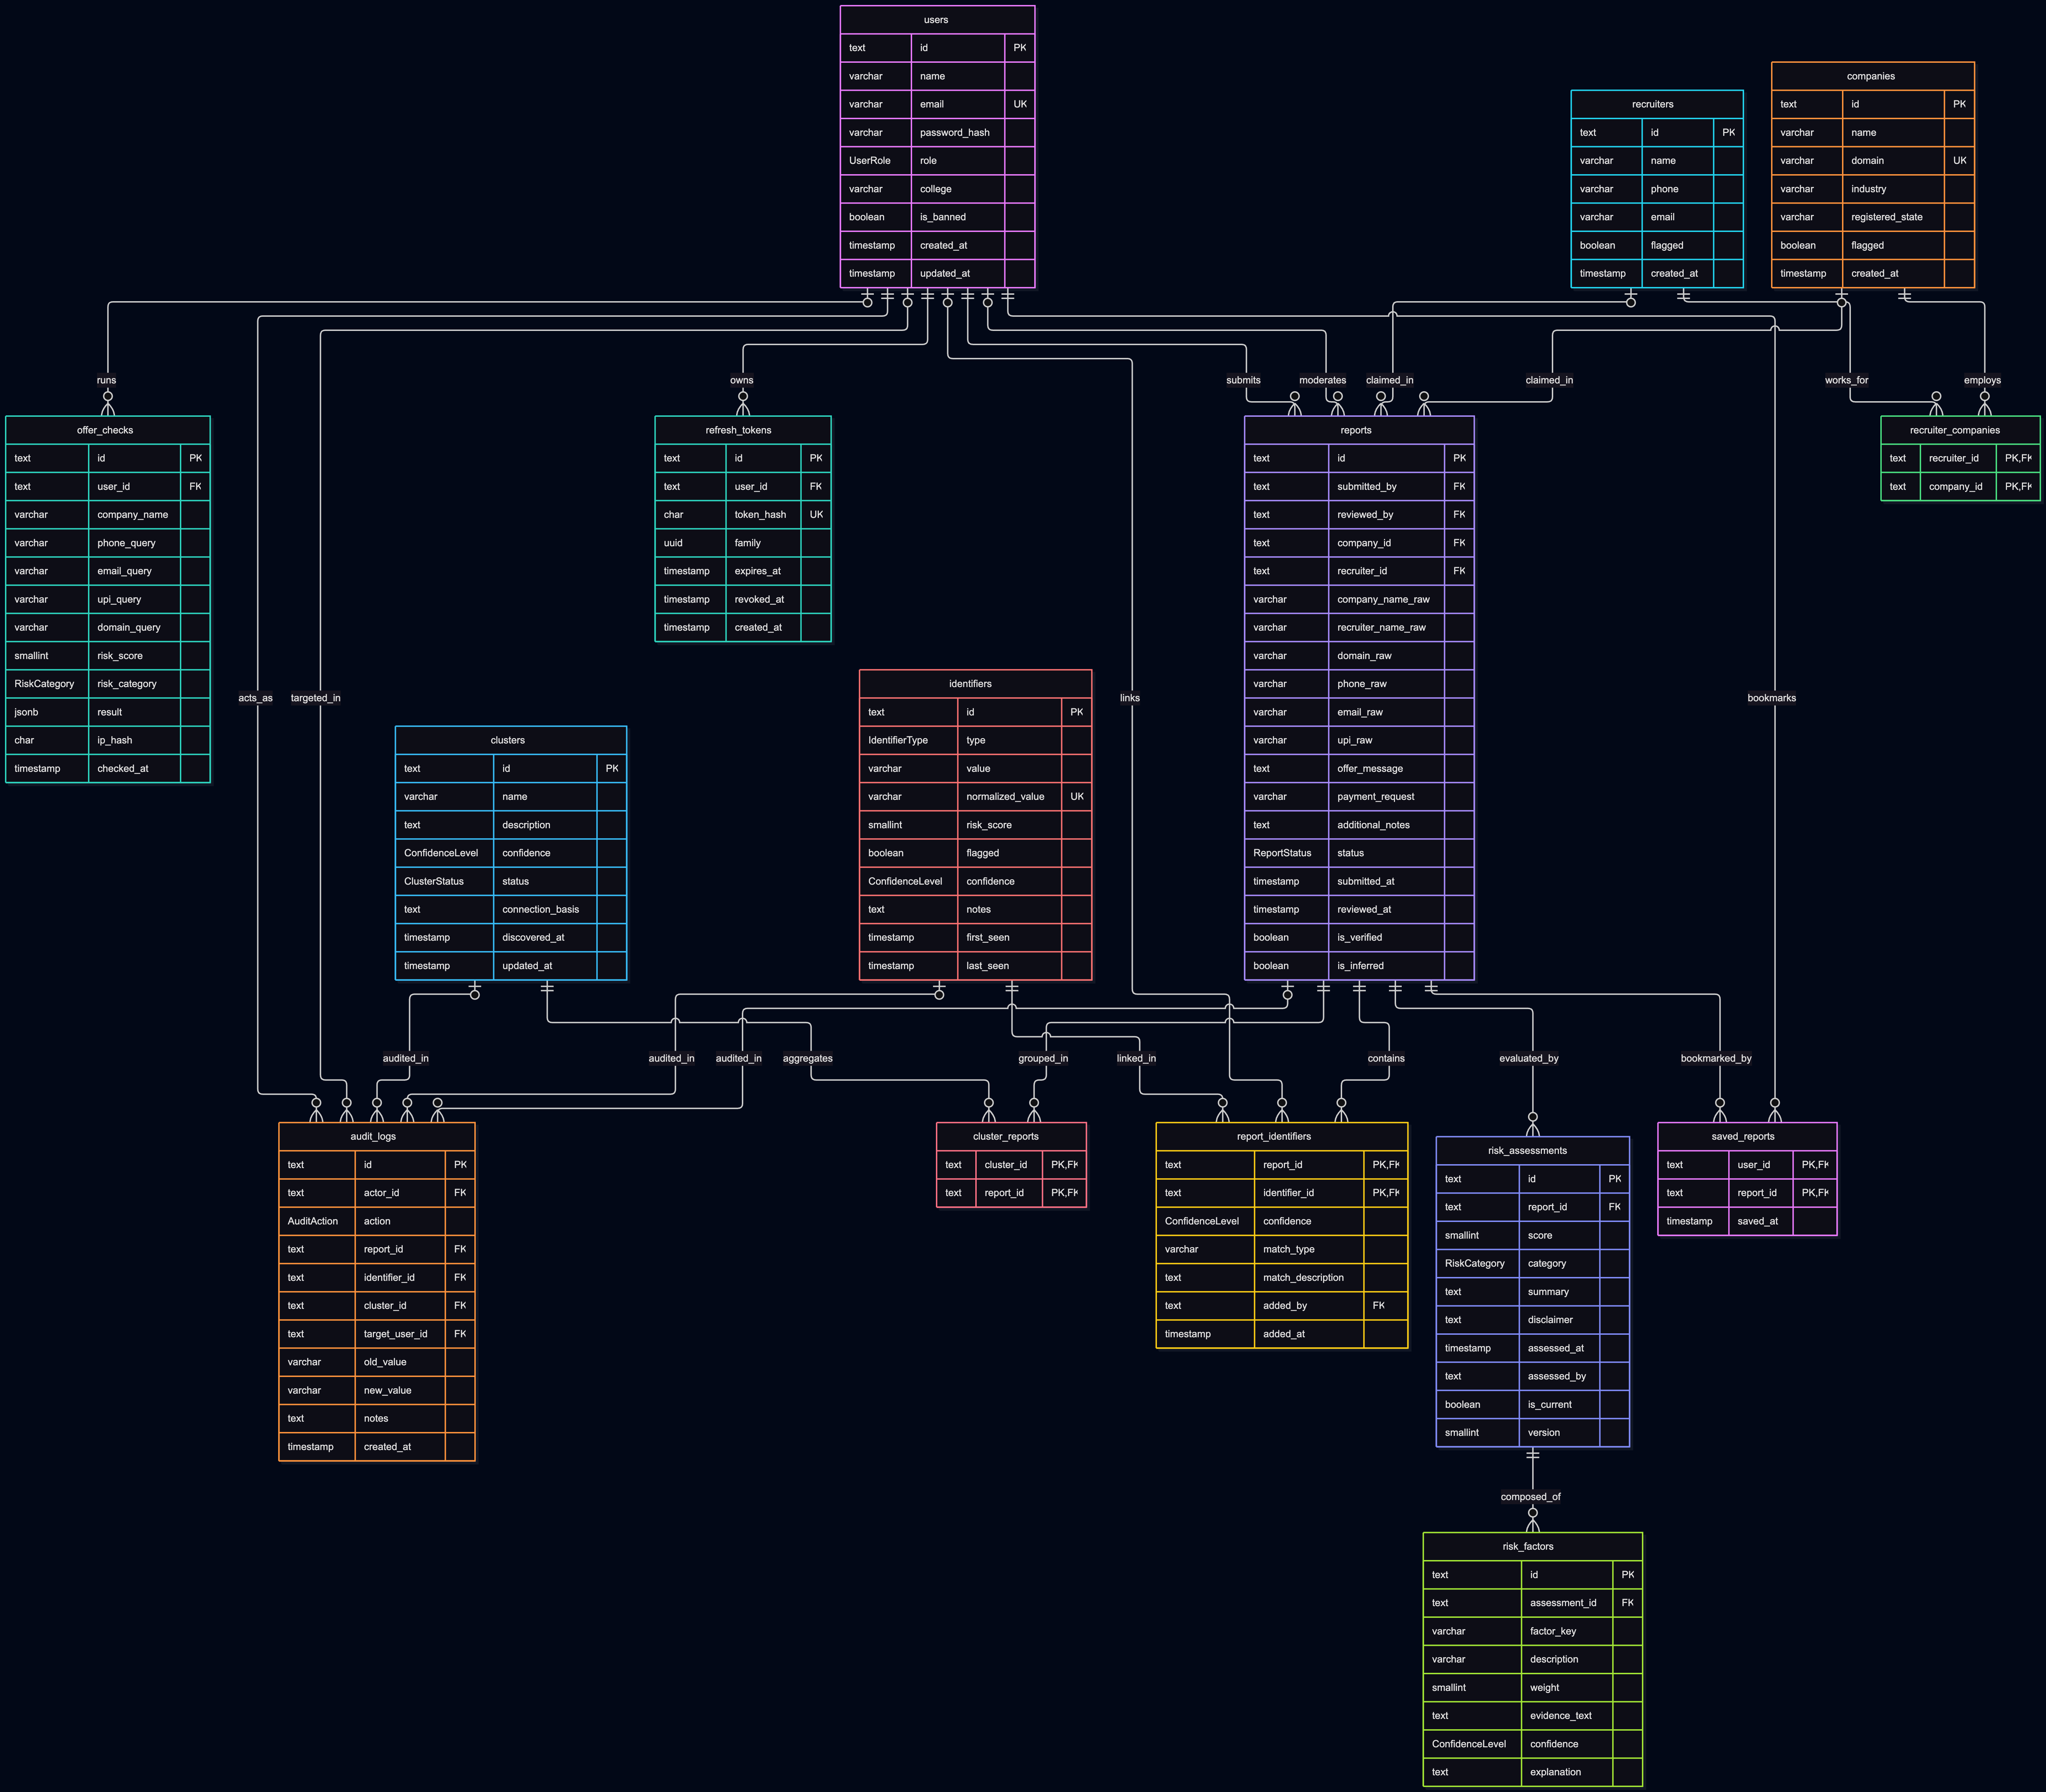 users
text id PK
varchar name
varchar email UK
varchar password_hash
UserRole role
varchar college
boolean is_banned
timestamp created_at
timestamp updated_at
recruiters
text id PK
varchar name
varchar phone
varchar email
boolean flagged
timestamp created_at
companies
text id PK
varchar name
varchar domain UK
varchar industry
varchar registered_state
boolean flagged
timestamp created_at
runs
owns
submits
moderates
claimed_in
claimed_in
works_for
employs
offer_checks
text id PK
text user_id FK
varchar company_name
varchar phone_query
varchar email_query
varchar upi_query
varchar domain_query
smallint risk_score
RiskCategory risk_category
jsonb result
char ip_hash
timestamp checked_at
refresh_tokens
text id PK
text user_id FK
char token_hash UK
uuid family
timestamp expires_at
timestamp revoked_at
timestamp created_at
reports
text id PK
text submitted_by FK
text reviewed_by FK
text company_id FK
text recruiter_id FK
varchar company_name_raw
varchar recruiter_name_raw
varchar domain_raw
varchar phone_raw
varchar email_raw
varchar upi_raw
text offer_message
varchar payment_request
text additional_notes
ReportStatus status
timestamp submitted_at
timestamp reviewed_at
boolean is_verified
boolean is_inferred
recruiter_companies
text recruiter_id PK,FK
text company_id PK,FK
acts_as
targeted_in
links
bookmarks
clusters
text id PK
varchar name
text description
ConfidenceLevel confidence
ClusterStatus status
text connection_basis
timestamp discovered_at
timestamp updated_at
identifiers
text id PK
IdentifierType type
varchar value
varchar normalized_value UK
smallint risk_score
boolean flagged
ConfidenceLevel confidence
text notes
timestamp first_seen
timestamp last_seen
audited_in
audited_in
audited_in
aggregates
grouped_in
linked_in
contains
evaluated_by
bookmarked_by
audit_logs
text id PK
text actor_id FK
AuditAction action
text report_id FK
text identifier_id FK
text cluster_id FK
text target_user_id FK
varchar old_value
varchar new_value
text notes
timestamp created_at
cluster_reports
text cluster_id PK,FK
text report_id PK,FK
report_identifiers
text report_id PK,FK
text identifier_id PK,FK
ConfidenceLevel confidence
varchar match_type
text match_description
text added_by FK
timestamp added_at
risk_assessments
text id PK
text report_id FK
smallint score
RiskCategory category
text summary
text disclaimer
timestamp assessed_at
text assessed_by
boolean is_current
smallint version
saved_reports
text user_id PK,FK
text report_id PK,FK
timestamp saved_at
composed_of
risk_factors
text id PK
text assessment_id FK
varchar factor_key
varchar description
smallint weight
text evidence_text
ConfidenceLevel confidence
text explanation